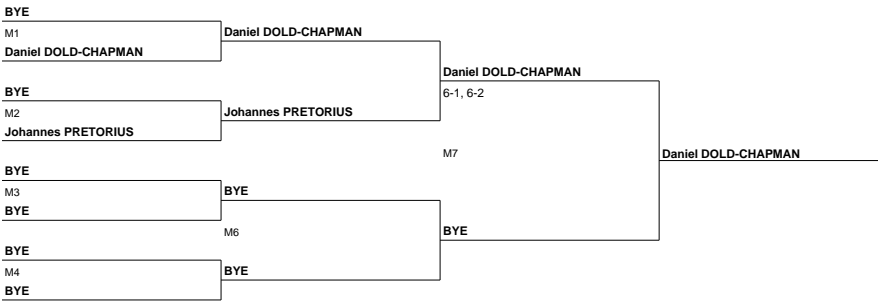 BYE
M1
Daniel DOLD-CHAPMAN
BYE
M2
Johannes PRETORIUS
BYE
M3
BYE
BYE
M4
BYE
Daniel DOLD-CHAPMAN
Johannes PRETORIUS
BYE
M6
BYE
Daniel DOLD-CHAPMAN
6-1, 6-2
M7
BYE
Daniel DOLD-CHAPMAN